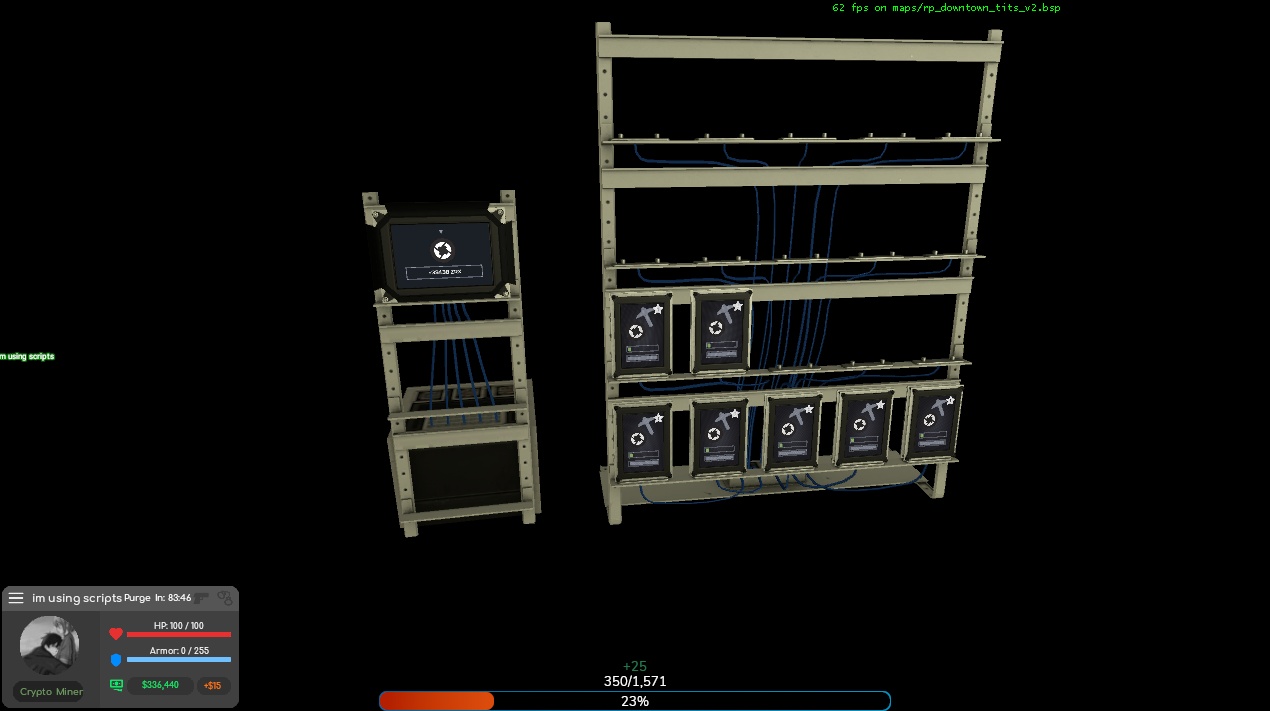 62 fps on maps/rp_downtown_tits_v2.bsp
m using scripts
im using scripts Purge In: 83:46
HP: 100 / 100
Armor: 0 / 255
$336,440 +$15
Crypto Miner
+25
350/1,571
23%